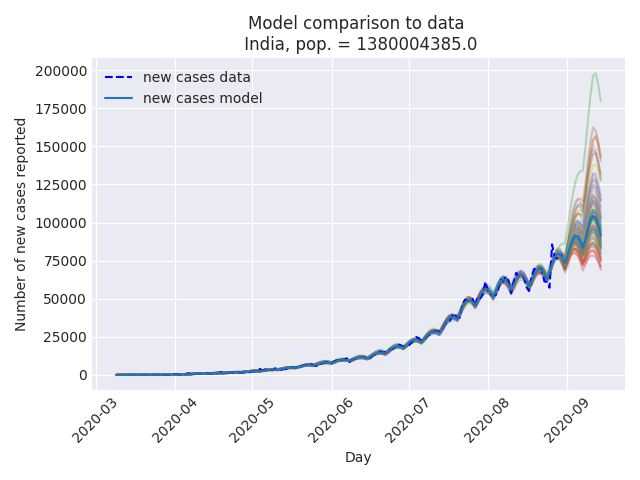 Model comparison to data
India, pop. = 1380004385.0
new cases data
new cases model
200000
175000
150000
125000
100000
75000
50000
25000
0
Number of new cases reported
2020-03
2020-04
2020-05
2020-06
2020-07
2020-08
2020-09
Day